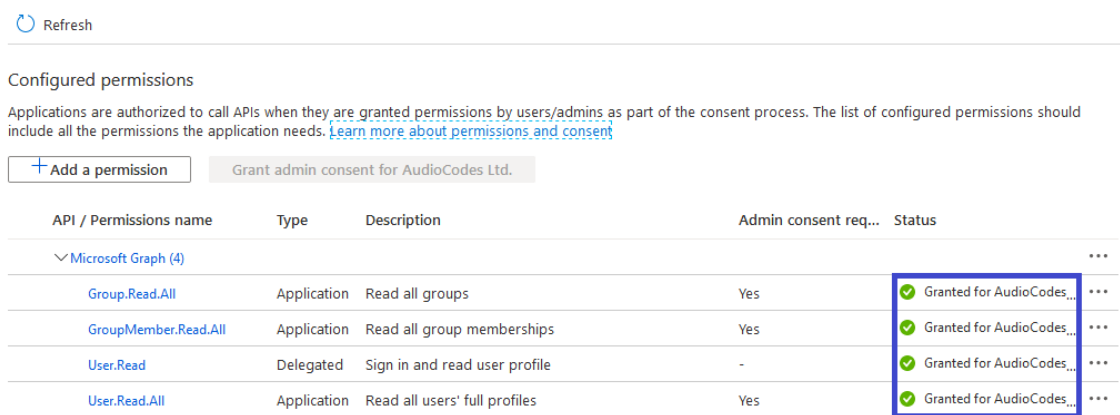 Refresh
Configured permissions
Applications are authorized to call APIs when they are granted permissions by users/admins as part of the consent process. The list of configured permissions should
include all the permissions the application needs. Learn more about permissions and consent
+ Add a permission Grant admin consent for AudioCodes Ltd.
API / Permissions name Type Description Admin consent req... Status
Microsoft Graph (4) ...
Group.Read.All Application Read all groups Yes Granted for AudioCodes... ...
GroupMember.Read.All Application Read all group memberships Yes Granted for AudioCodes... ...
User.Read Delegated Sign in and read user profile - Granted for AudioCodes... ...
User.Read.All Application Read all users' full profiles Yes Granted for AudioCodes... ...